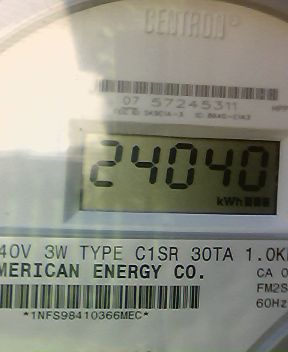 CENTRON®
07 57245311
24040
kWh
40V 3W TYPE C1SR 30TA 1.0K
MERICAN ENERGY CO.
CA 0
FM2S
60Hz
*1NFS98410366MEC*